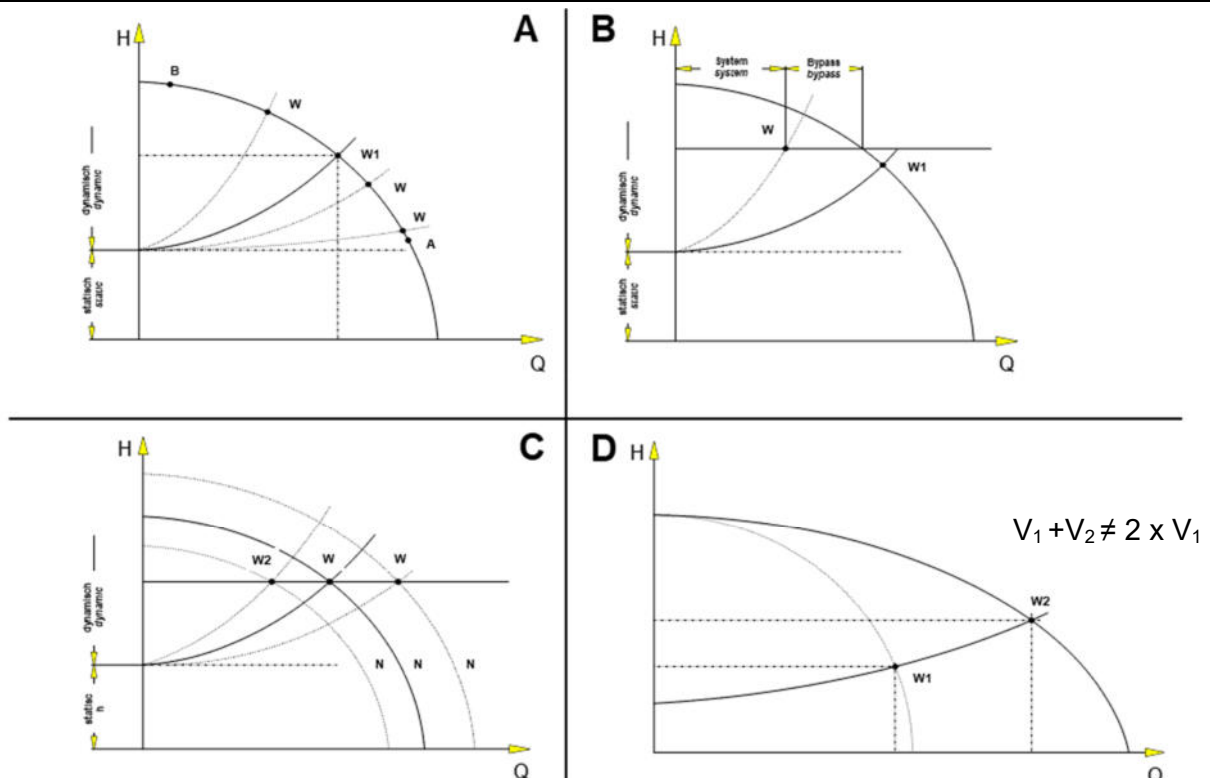 A
H
B
W
W1
W
W
A
dynamisch
dynamic
statisch
static
Q
B
H
System
system
Bypass
bypass
W
W1
dynamisch
dynamic
statisch
static
Q
C
H
W2
W
W
N
N
N
dynamisch
dynamic
statisc
h
Q
D
H
V₁ +V₂ ≠ 2 x V₁
W2
W1
Q